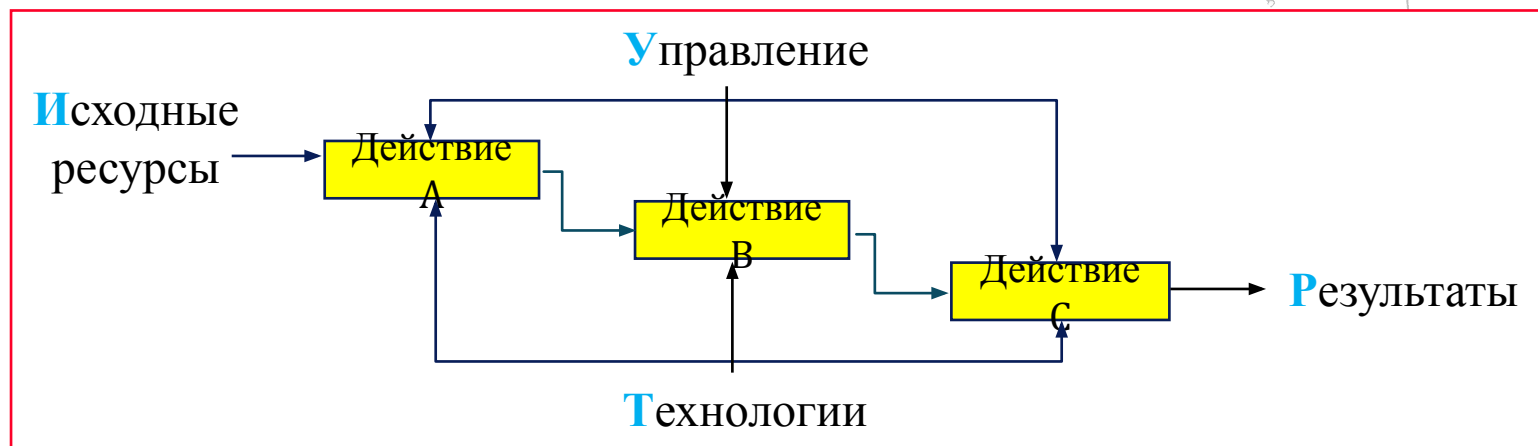 Управление
Исходные
ресурсы
Действие
A
Действие
B
Действие
C
Результаты
Технологии